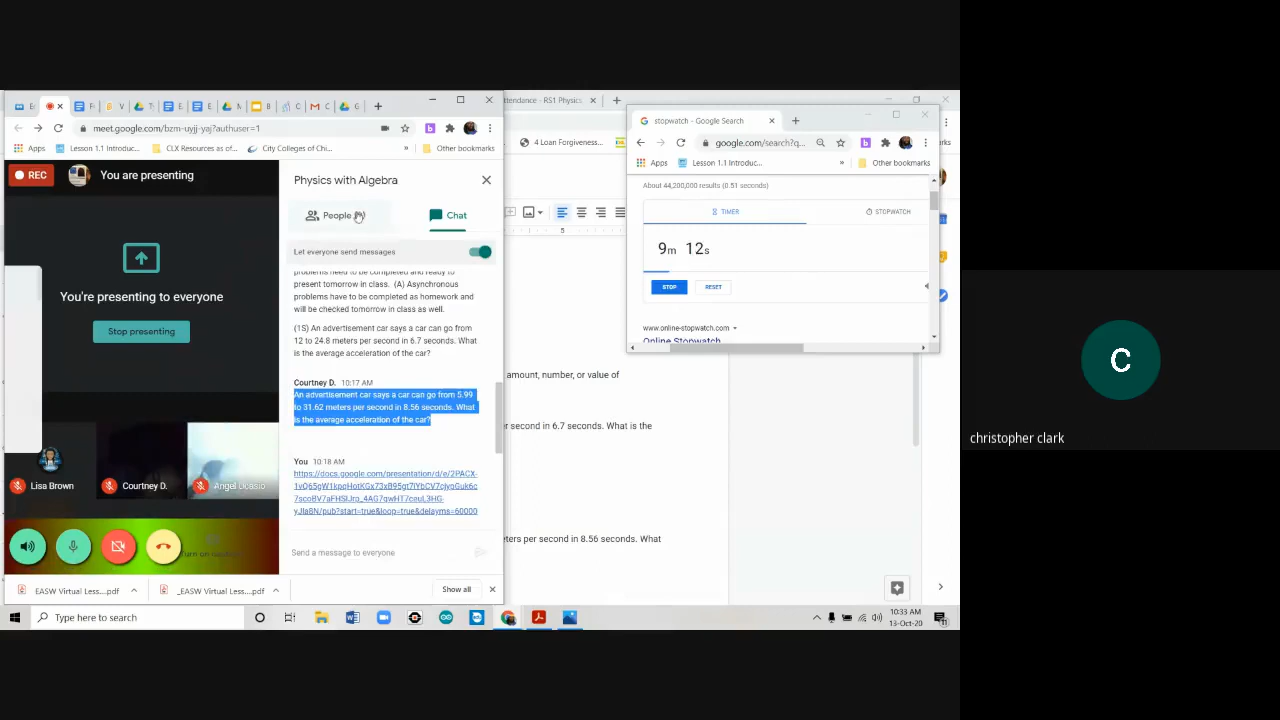 ttendance - RS1 Physics
meet.google.com/bzm-uyjj-yaj?authuser=1
Apps
Lesson 1.1 Introduc...
CLX Resources as of...
City Colleges of Chi...
»
Other bookmarks
4 Loan Forgiveness...
REC
You are presenting
You're presenting to everyone
Stop presenting
Lisa Brown
Courtney D.
Angel Ocasio
Physics with Algebra
People
Chat
Let everyone send messages
problems need to be completed and ready to
present tomorrow in class. (A) Asynchronous
problems have to be completed as homework and
will be checked tomorrow in class as well.
(1S) An advertisement car says a car can go from
12 to 24.8 meters per second in 6.7 seconds. What
is the average acceleration of the car?
Courtney D. 10:17 AM
An advertisement car says a car can go from 5.99
to 31.62 meters per second in 8.56 seconds. What
is the average acceleration of the car?
You 10:18 AM
Send a message to everyone
stopwatch - Google Search
google.com/search?q...
Apps
Lesson 1.1 Introduc...
»
Other bookmarks
About 44,200,000 results (0.51 seconds)
TIMER
STOPWATCH
9m 12s
STOP
RESET
www.online-stopwatch.com
Online Stopwatch
5
amount, number, or value of
r second in 6.7 seconds. What is the
eters per second in 8.56 seconds. What
EASW Virtual Less....pdf
_EASW Virtual Less....pdf
Show all
Type here to search
10:33 AM
13-Oct-20
C
christopher clark